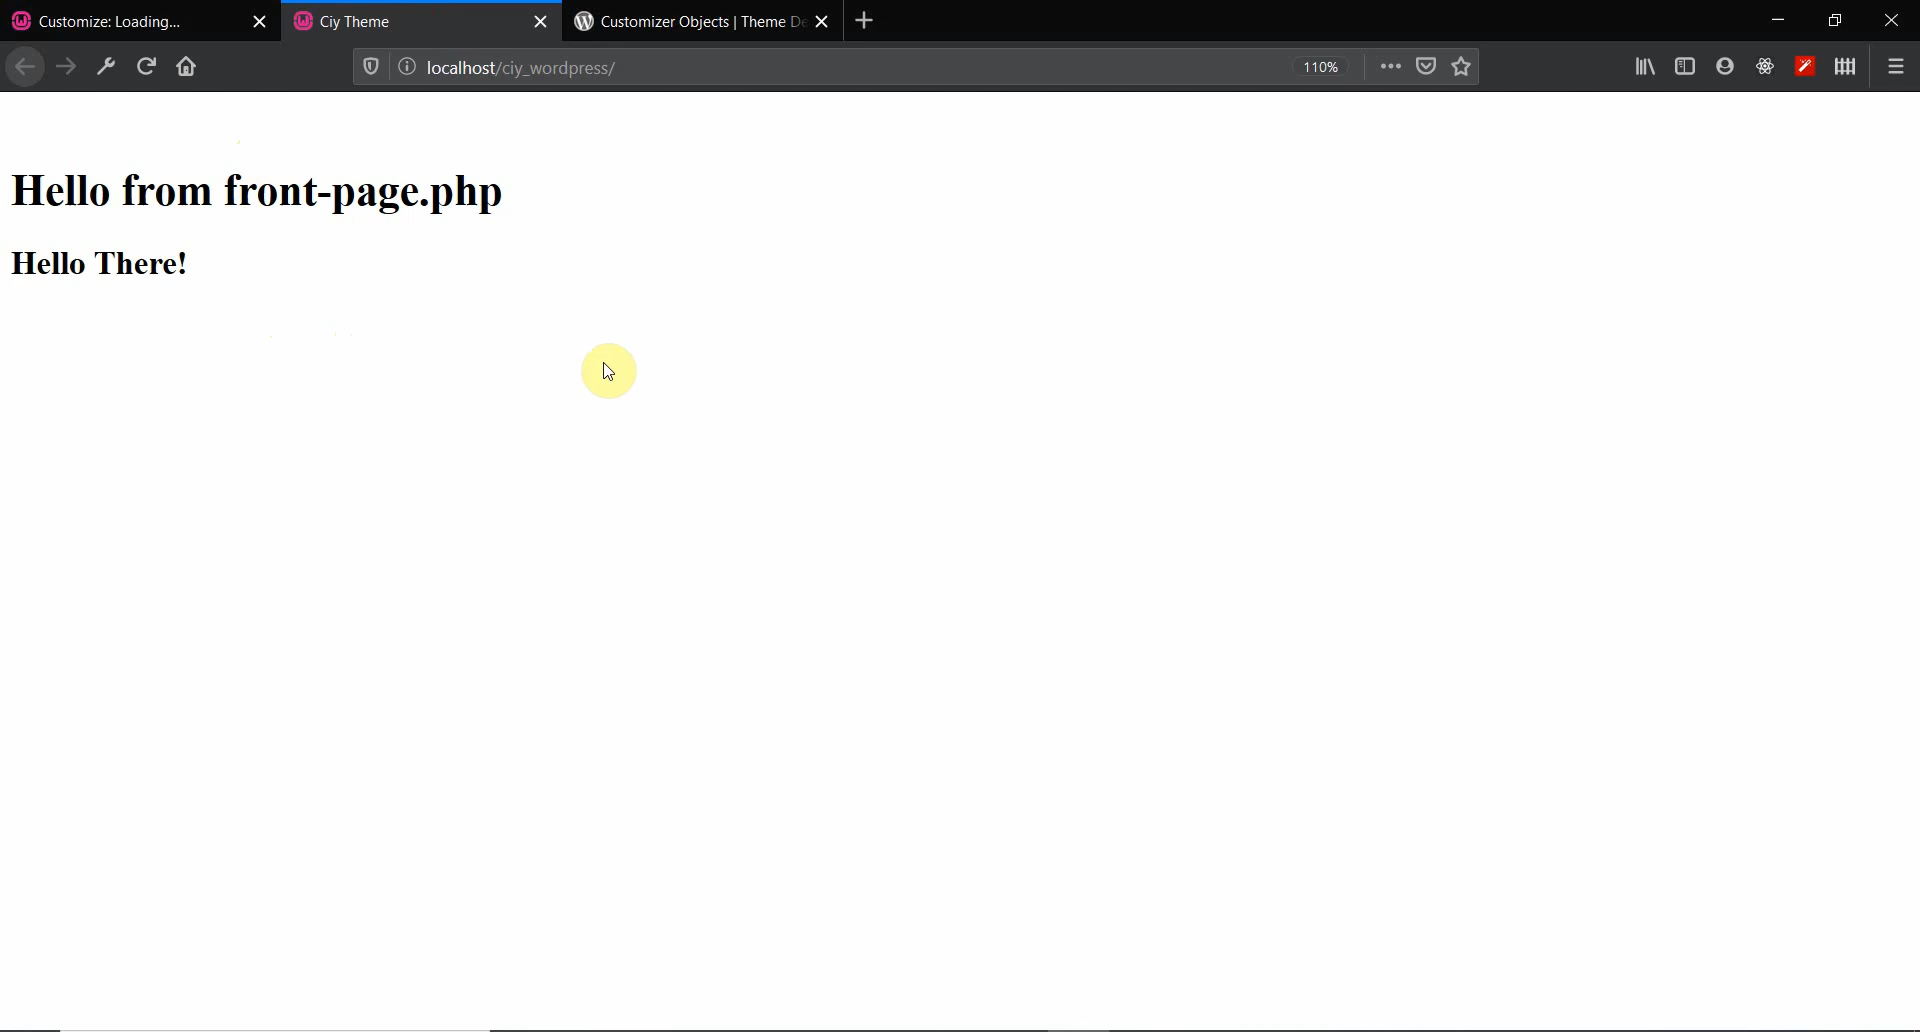 Customize: Loading...
Ciy Theme
Customizer Objects | Theme De
localhost/ciy_wordpress/
110%
Hello from front-page.php
Hello There!